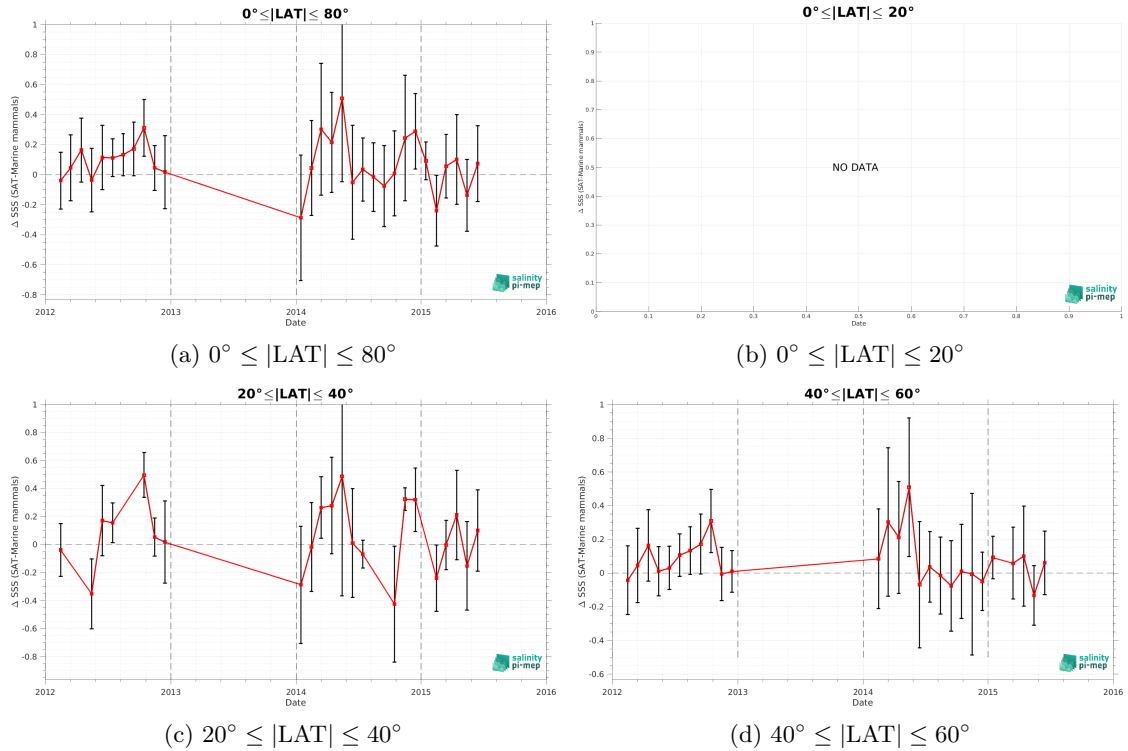 0°≤|LAT|≤ 80°
1
0.8
0.6
0.4
0.2
0
-0.2
-0.4
-0.6
-0.8
Δ SSS (SAT-Marine mammals)
2012
2013
2014
2015
2016
Date
salinity
pi-mep
(a) 0° ≤ |LAT| ≤ 80°
0°≤|LAT|≤ 20°
1
0.9
0.8
0.7
0.6
0.5
0.4
0.3
0.2
0.1
0
Δ SSS (SAT-Marine mammals)
NO DATA
0
0.1
0.2
0.3
0.4
0.5
0.6
0.7
0.8
0.9
1
Date
salinity
pi-mep
(b) 0° ≤ |LAT| ≤ 20°
20°≤|LAT|≤ 40°
1
0.8
0.6
0.4
0.2
0
-0.2
-0.4
-0.6
-0.8
Δ SSS (SAT-Marine mammals)
2012
2013
2014
2015
2016
Date
salinity
pi-mep
(c) 20° ≤ |LAT| ≤ 40°
40°≤|LAT|≤ 60°
1
0.8
0.6
0.4
0.2
0
-0.2
-0.4
-0.6
Δ SSS (SAT-Marine mammals)
2012
2013
2014
2015
2016
Date
salinity
pi-mep
(d) 40° ≤ |LAT| ≤ 60°